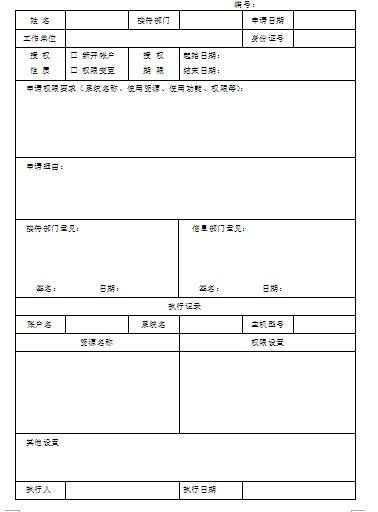 编号：
姓 名 接待部门 申请日期
工作单位 身份证号
授 权 □ 新开帐户 授 权 起始日期：
性 质 □ 权限变更 期 限 结束日期：
申请权限要求（系统名称、使用资源、使用功能、权限等）：
申请理由：
接待部门意见： 信息部门意见：
签名： 日期： 签名： 日期：
执行记录
账户名 系统名 主机型号
资源名称 权限设置
其他设置
执行人 执行日期